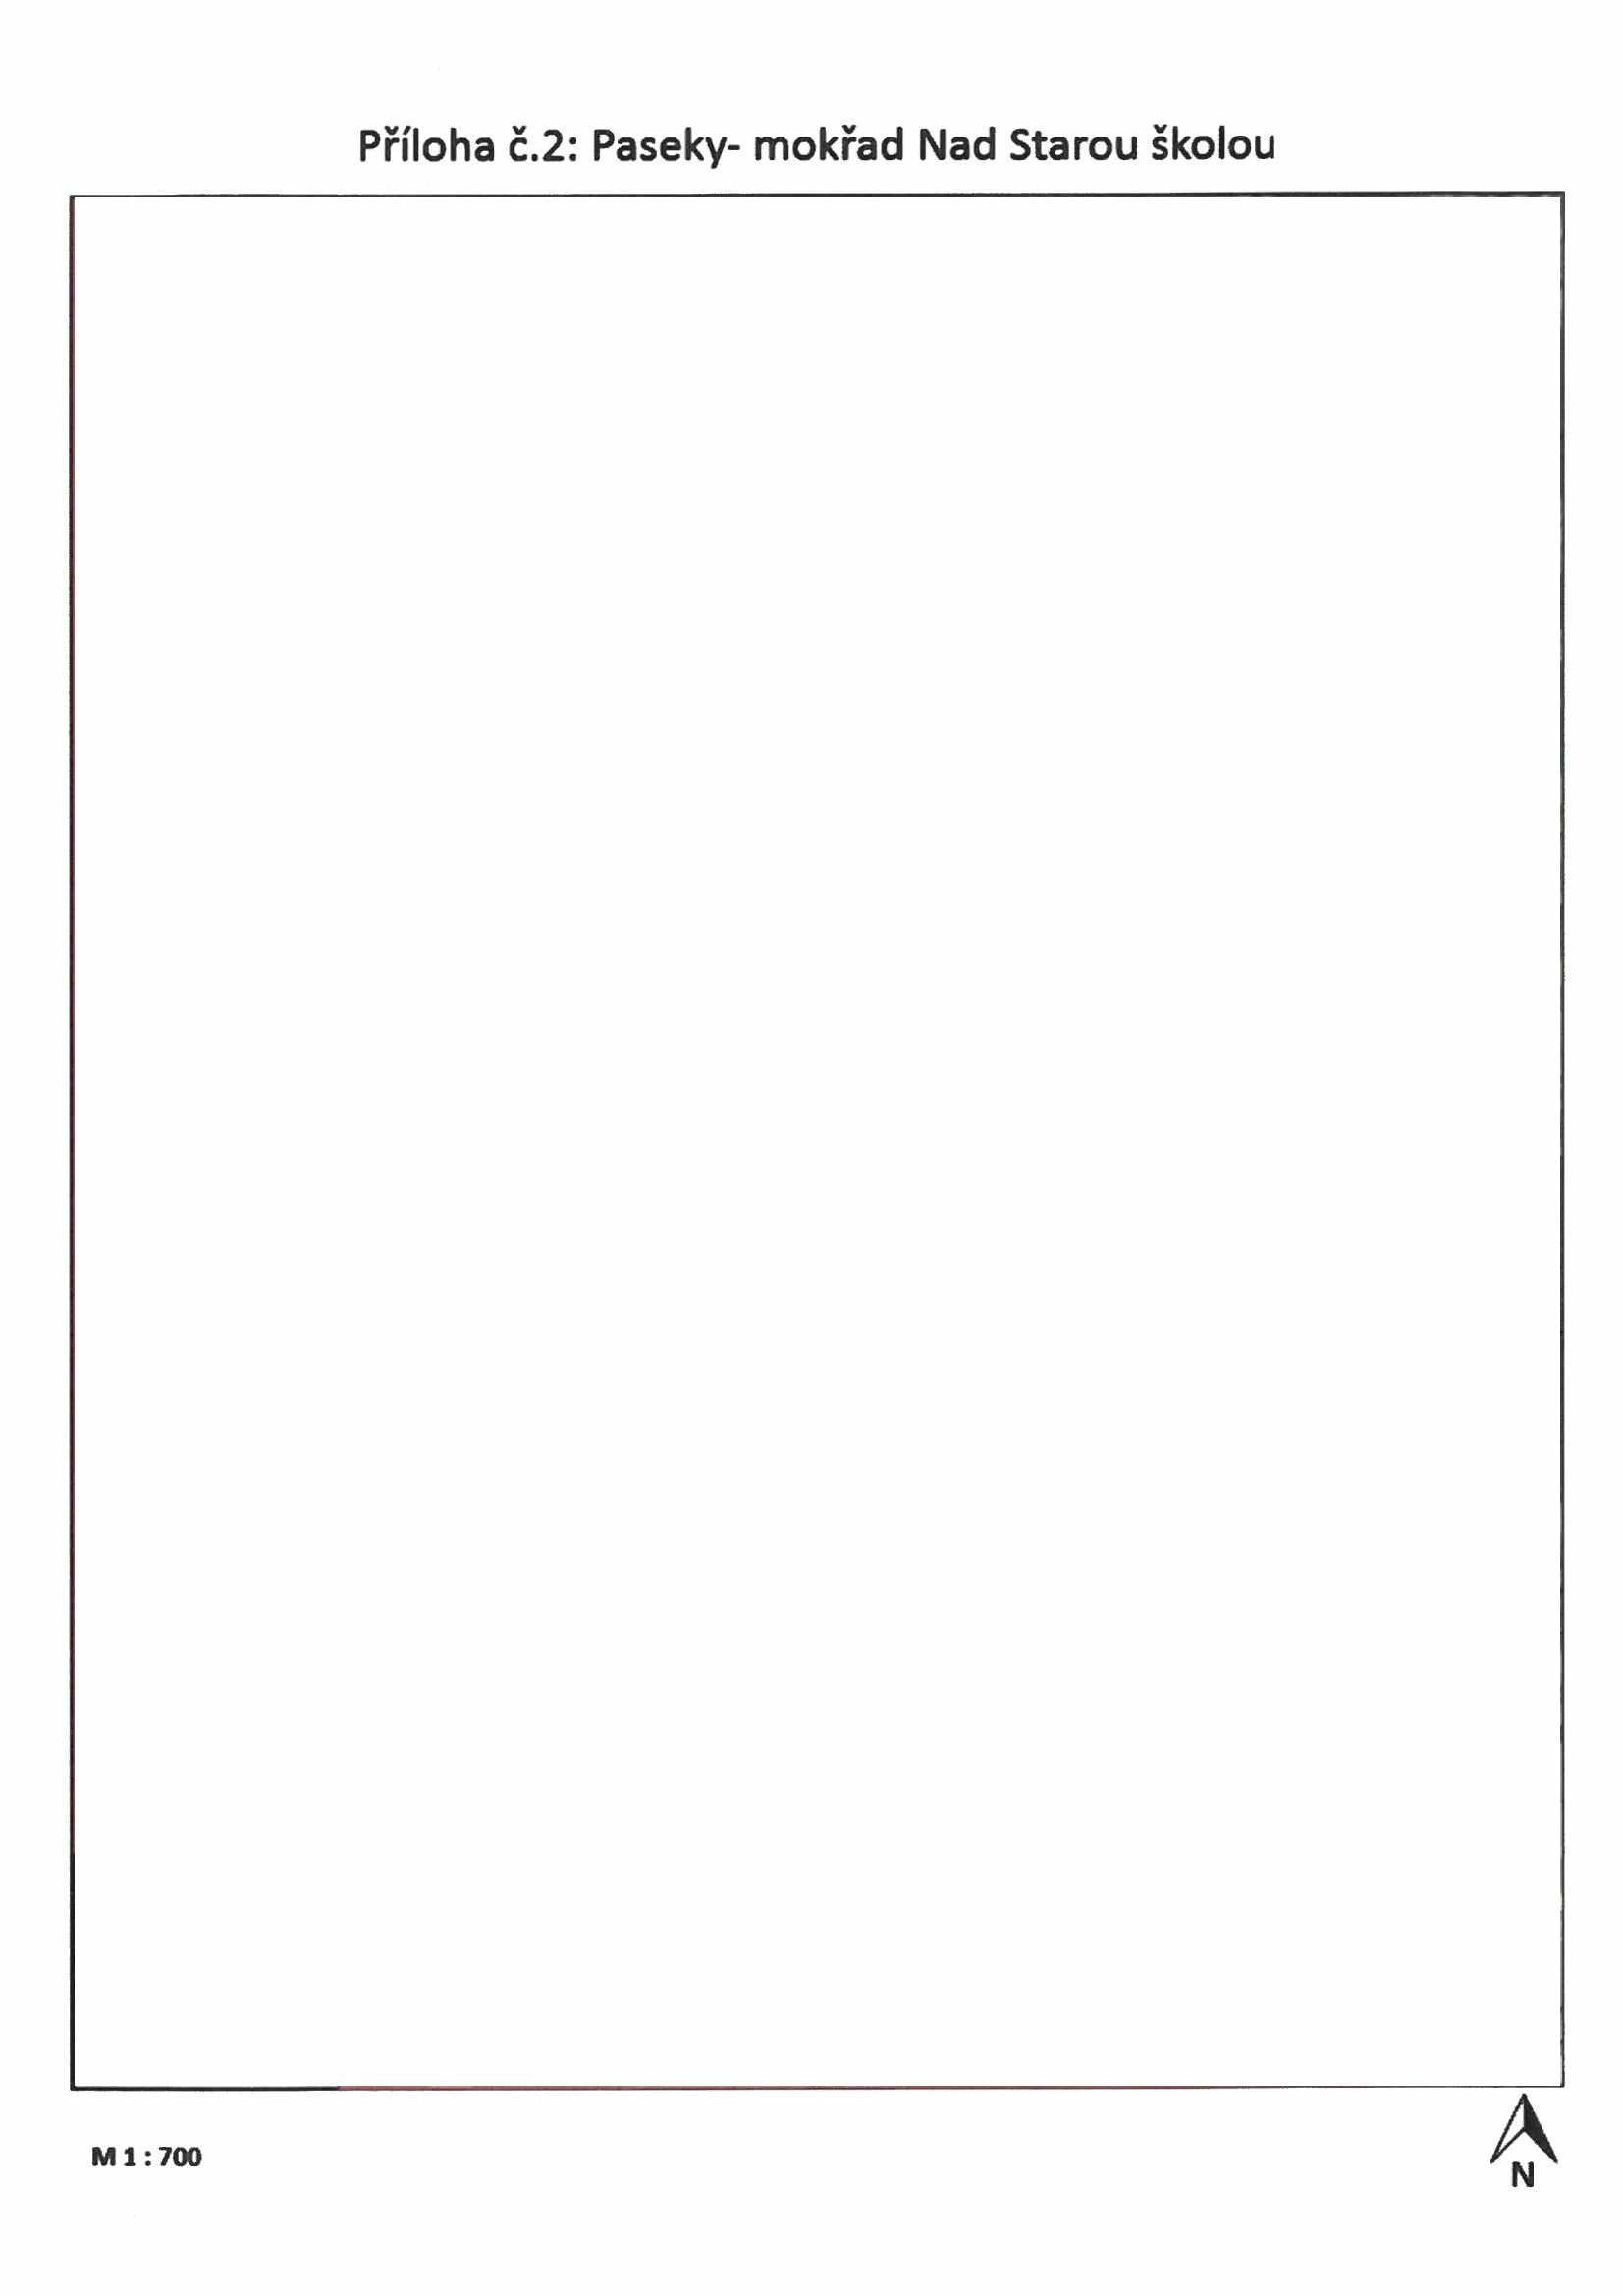 Příloha č.2: Paseky- mokřad Nad Starou školou
M 1 : 700
N